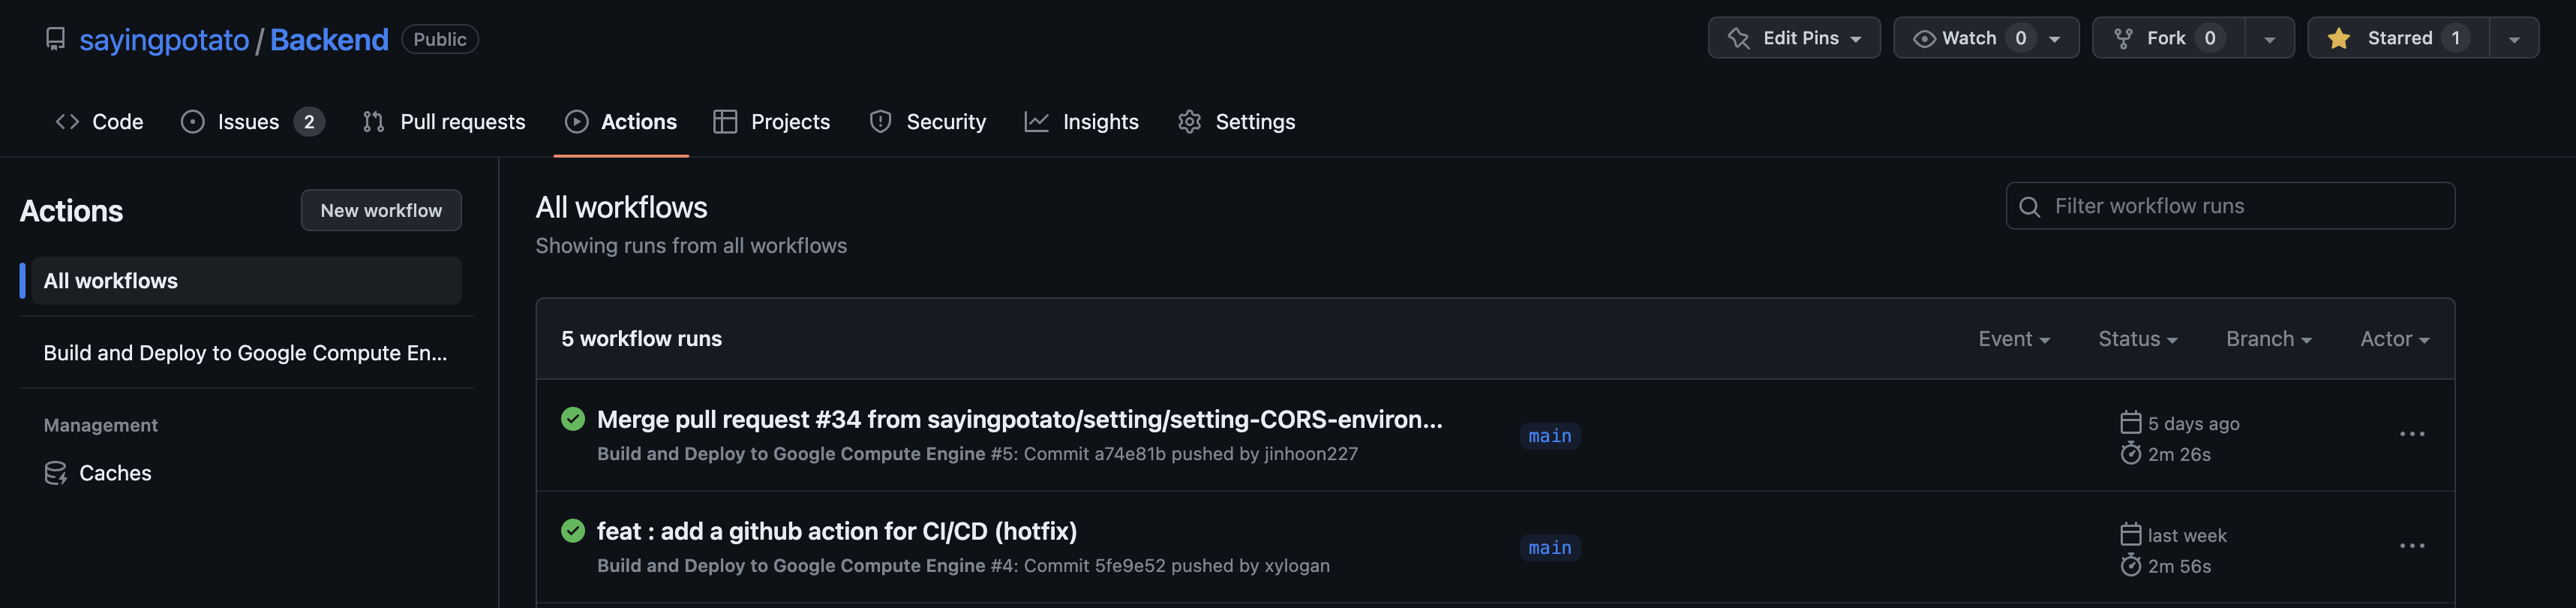 sayingpotato / Backend Public
Edit Pins Watch 0 Fork 0 Starred 1
Code Issues 2 Pull requests Actions Projects Security Insights Settings
Actions
New workflow
All workflows
Build and Deploy to Google Compute En...
Management
Caches
All workflows
Showing runs from all workflows
Filter workflow runs
5 workflow runs
Event Status Branch Actor
Merge pull request #34 from sayingpotato/setting/setting-CORS-environ...
Build and Deploy to Google Compute Engine #5: Commit a74e81b pushed by jinhoon227
main
5 days ago
2m 26s
feat : add a github action for CI/CD (hotfix)
Build and Deploy to Google Compute Engine #4: Commit 5fe9e52 pushed by xylogan
main
last week
2m 56s